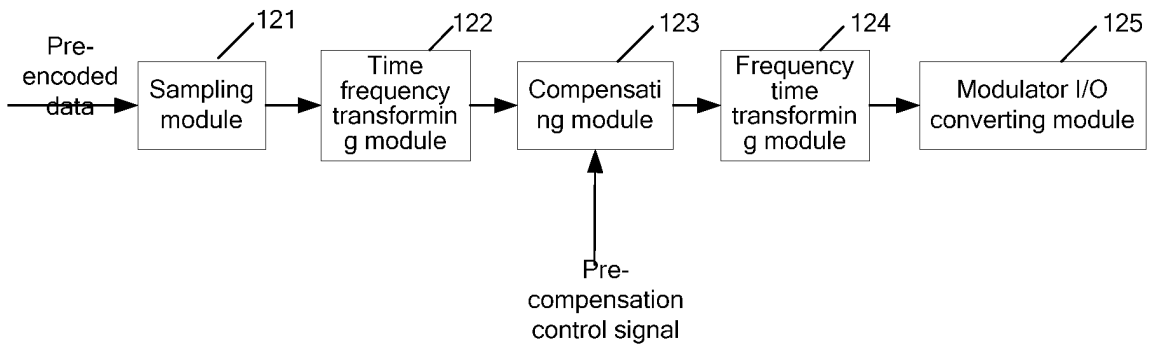 121
122
123
124
125
Pre-
encoded
data
Sampling
module
Time
frequency
transformin
g module
Compensati
ng module
Frequency
time
transformin
g module
Modulator I/O
converting module
Pre-
compensation
control signal